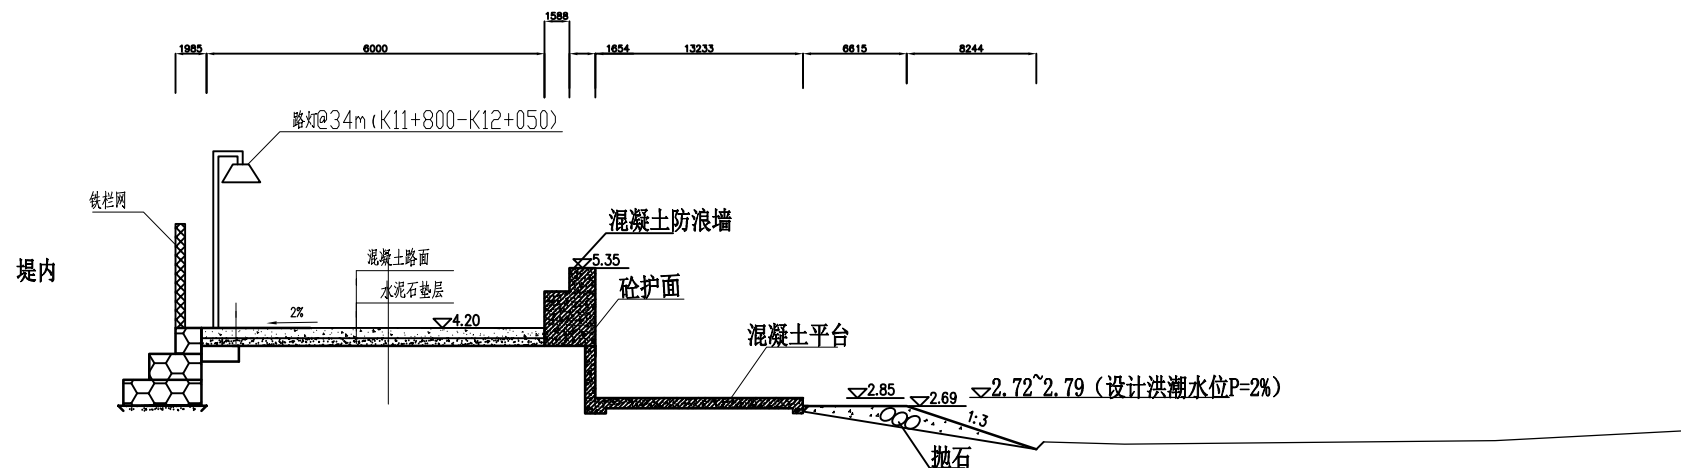 1588
1985
6000
1654
13233
6615
8244
路灯@34m(K11+800-K12+050)
铁栏网
混凝土防浪墙
堤内
混凝土路面
5.35
水泥石垫层
砼护面
2%
4.20
混凝土平台
2.85
2.69
2.72~2.79（设计洪潮水位P=2%）
1:3
抛石